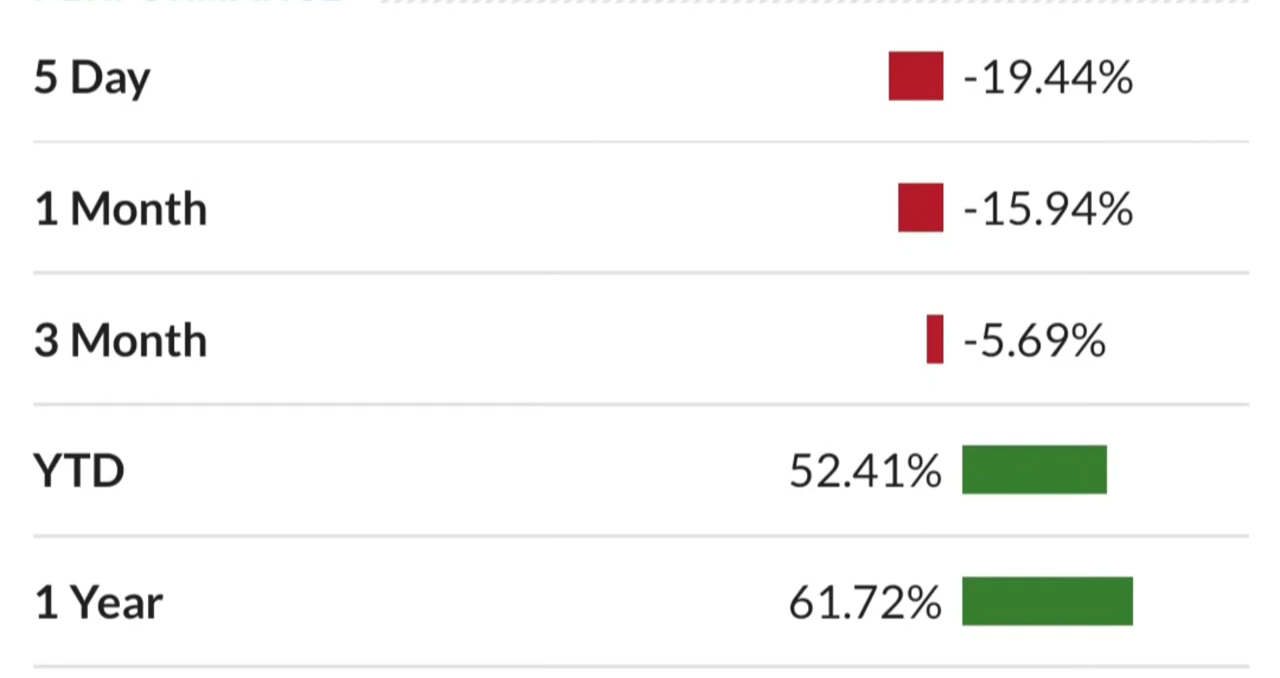 5 Day -19.44%
1 Month -15.94%
3 Month -5.69%
YTD 52.41%
1 Year 61.72%